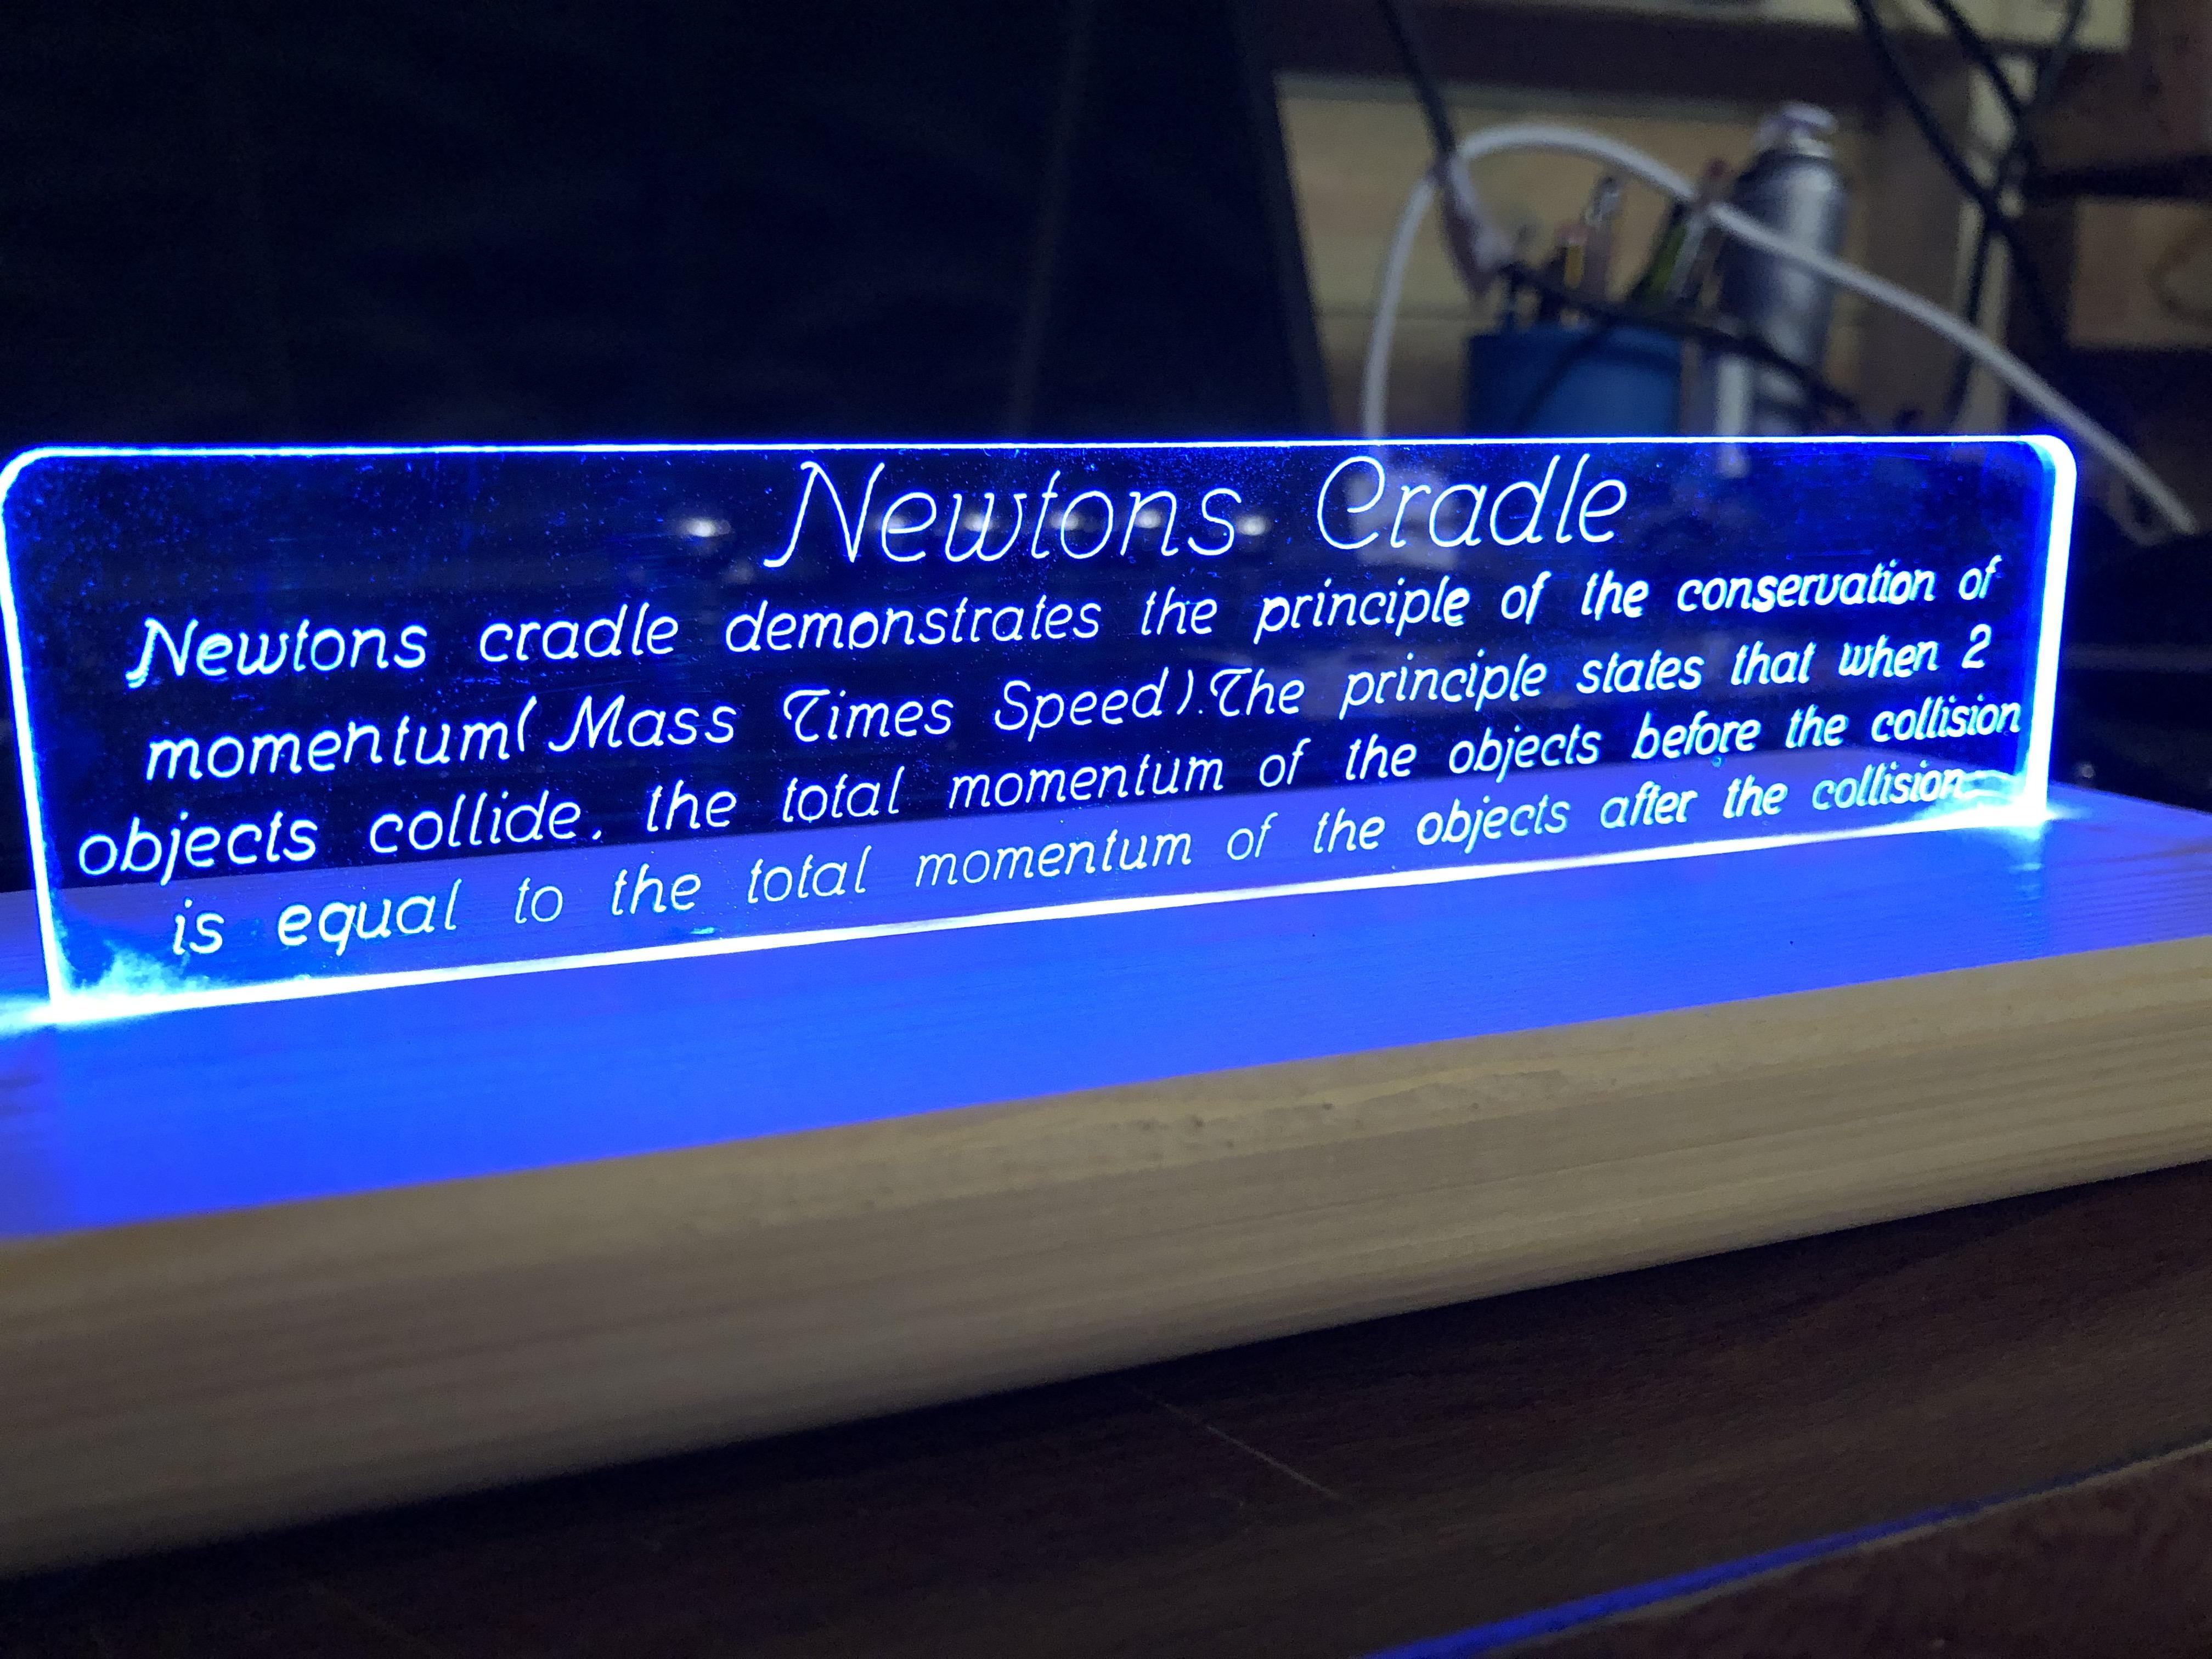 Newtons Cradle
Newtons cradle demonstrates the principle of the conservation of
momentum( Mass Times Speed).The principle states that when 2
objects collide, the total momentum of the objects before the collision
is equal to the total momentum of the objects after the collision.